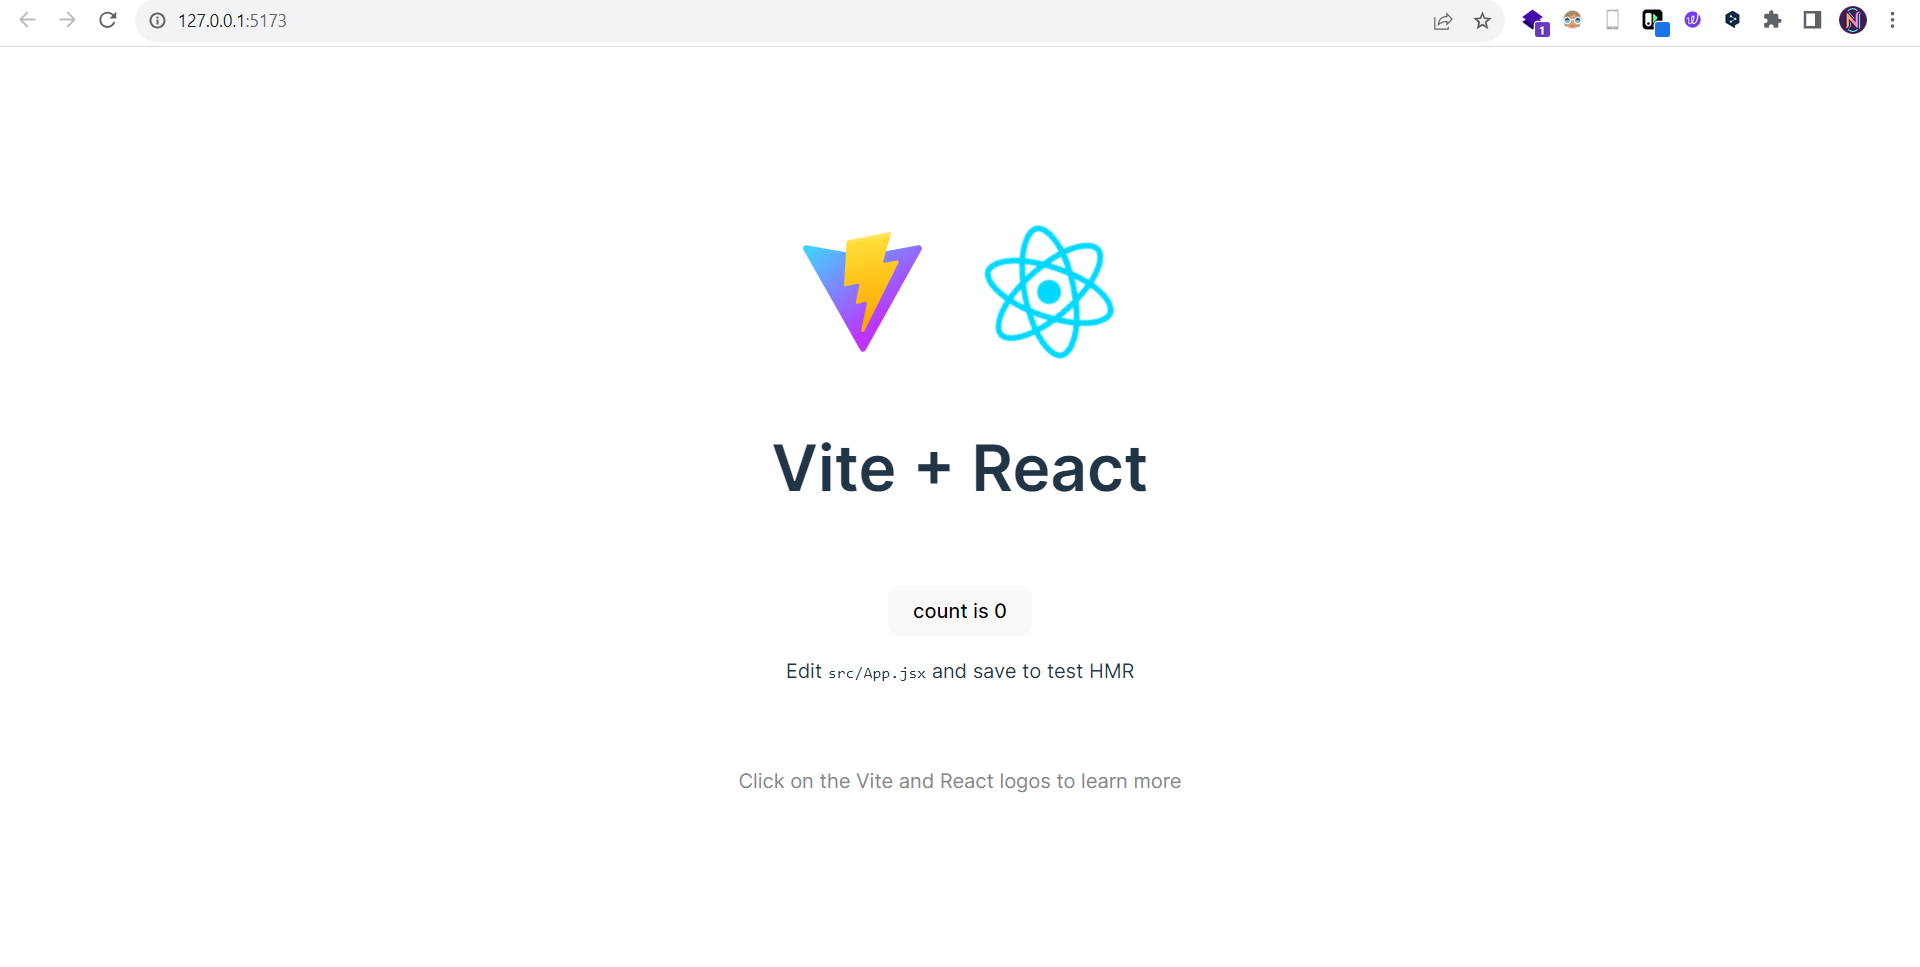 127.0.0.1:5173
1
N
Vite + React
count is 0
Edit src/App.jsx and save to test HMR
Click on the Vite and React logos to learn more